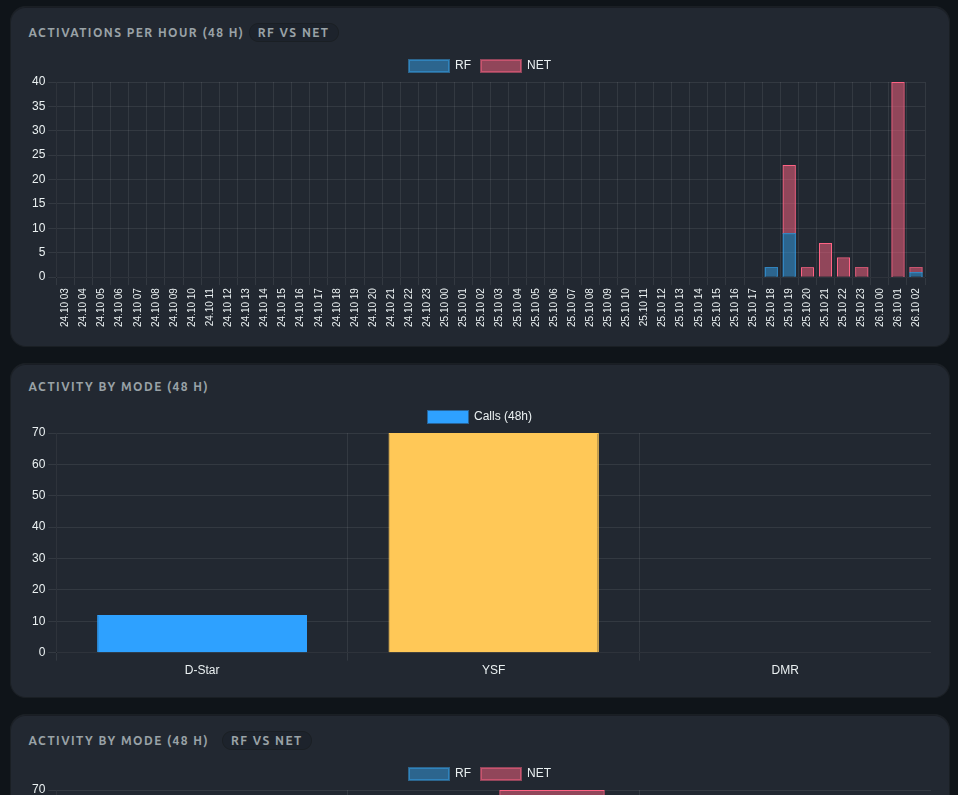 ACTIVATIONS PER HOUR (48 H) RF VS NET
RF NET
40
35
30
25
20
15
10
5
0
24.10 03 24.10 04 24.10 05 24.10 06 24.10 07 24.10 08 24.10 09 24.10 10 24.10 11 24.10 12 24.10 13 24.10 14 24.10 15 24.10 16 24.10 17 24.10 18 24.10 19 24.10 20 24.10 21 24.10 22 24.10 23 25.10 00 25.10 01 25.10 02 25.10 03 25.10 04 25.10 05 25.10 06 25.10 07 25.10 08 25.10 09 25.10 10 25.10 11 25.10 12 25.10 13 25.10 14 25.10 15 25.10 16 25.10 17 25.10 18 25.10 19 25.10 20 25.10 21 25.10 22 25.10 23 26.10 00 26.10 01 26.10 02
ACTIVITY BY MODE (48 H)
Calls (48h)
70
60
50
40
30
20
10
0
D-Star YSF DMR
ACTIVITY BY MODE (48 H) RF VS NET
RF NET
70